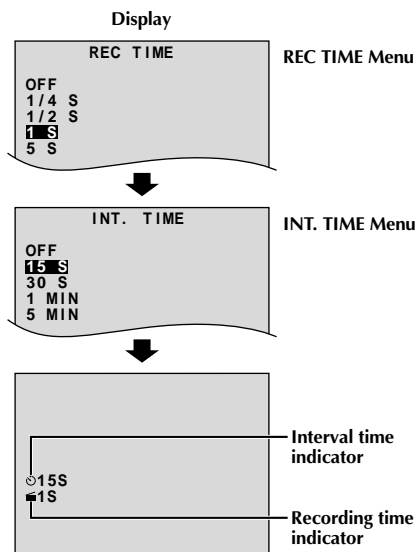 Display
REC TIME
REC TIME Menu
OFF
1/4 S
1/2 S
1 S
5 S
INT. TIME
INT. TIME Menu
OFF
15 S
30 S
1 MIN
5 MIN
Interval time
indicator
15S
1S
Recording time
indicator